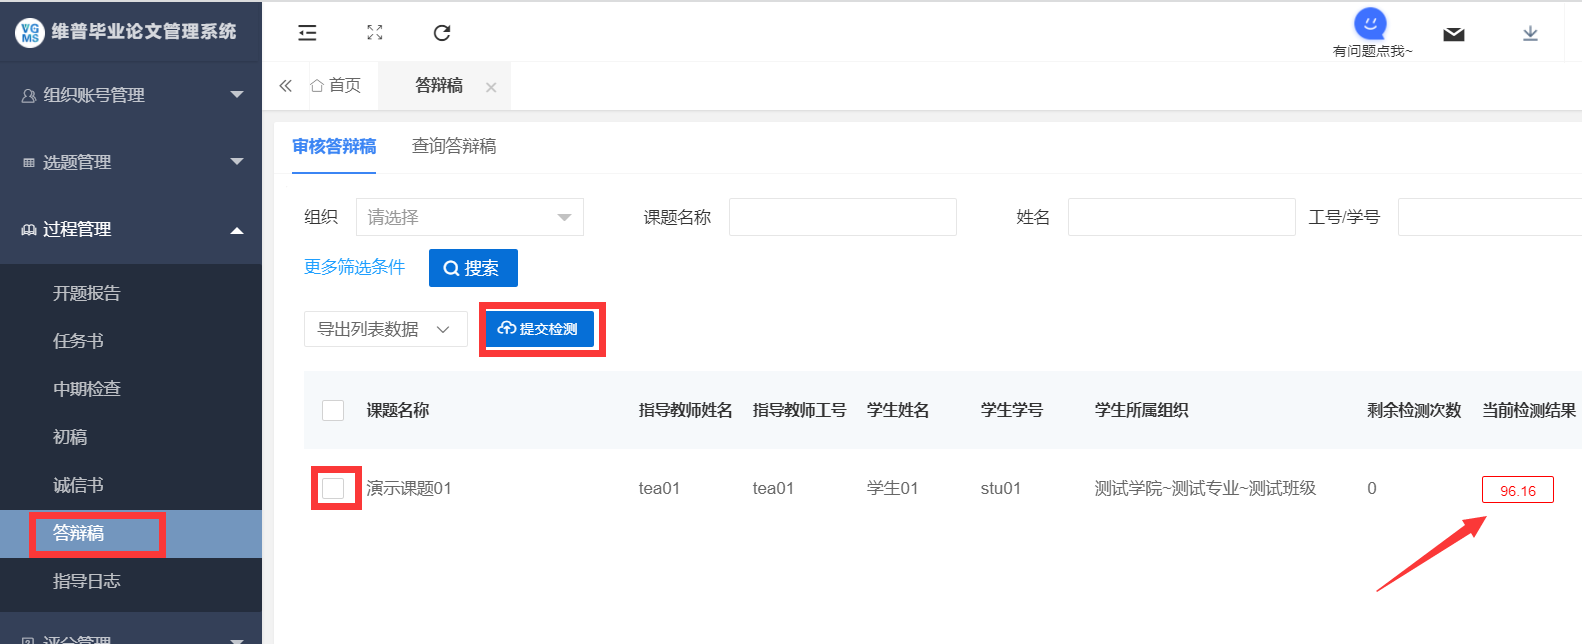 VG
MS
维普毕业论文管理系统
有问题点我~
组织账号管理
选题管理
过程管理
开题报告
任务书
中期检查
初稿
诚信书
答辩稿
指导日志
评分管理
首页
答辩稿
审核答辩稿 查询答辩稿
组织 请选择 课题名称 姓名 工号/学号
更多筛选条件 搜索
导出列表数据 提交检测
课题名称 指导教师姓名 指导教师工号 学生姓名 学生学号 学生所属组织 剩余检测次数 当前检测结果
演示课题01 tea01 tea01 学生01 stu01 测试学院~测试专业~测试班级 0 96.16